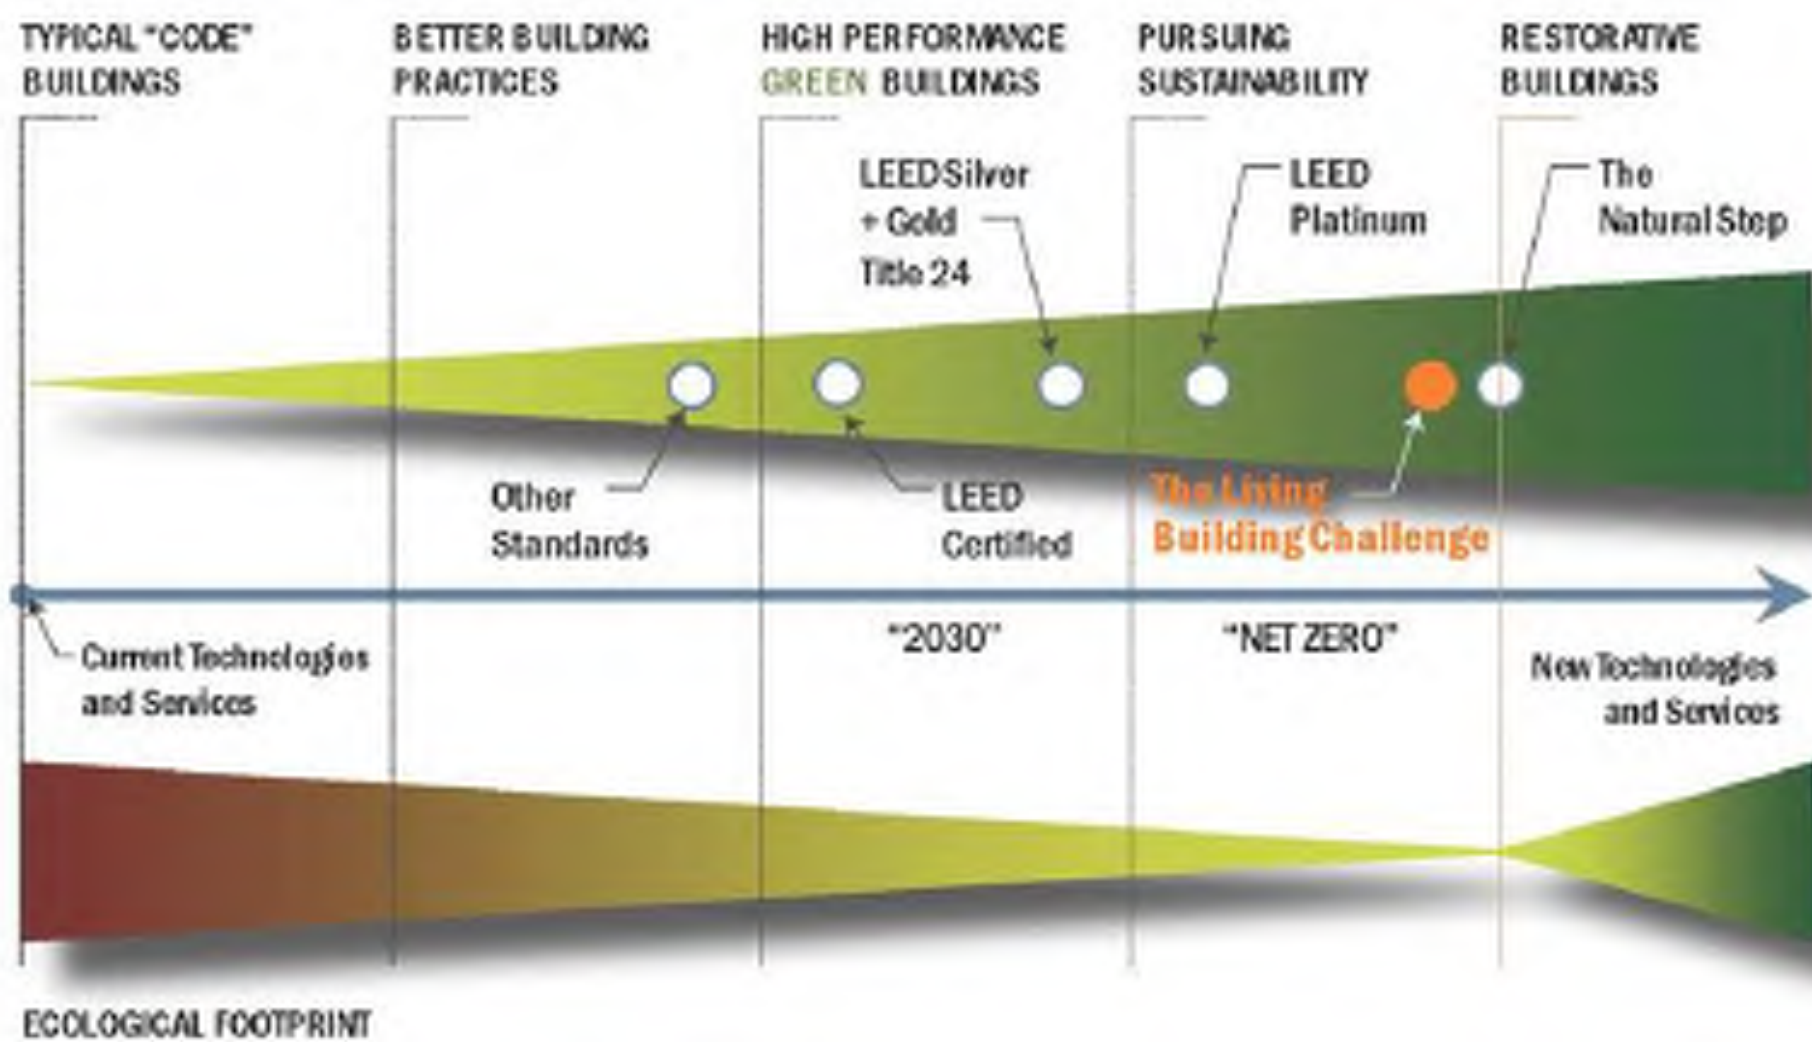 TYPICAL "CODE"
BUILDINGS
BETTER BUILDING
PRACTICES
HIGH PERFORMANCE
GREEN BUILDINGS
PURSUING
SUSTAINABILITY
RESTORATIVE
BUILDINGS
LEED Silver
+ Gold
Title 24
LEED
Platinum
The
Natural Step
Other
Standards
LEED
Certified
The Living
Building Challenge
Current Technologies
and Services
"2030"
"NET ZERO"
New Technologies
and Services
ECOLOGICAL FOOTPRINT